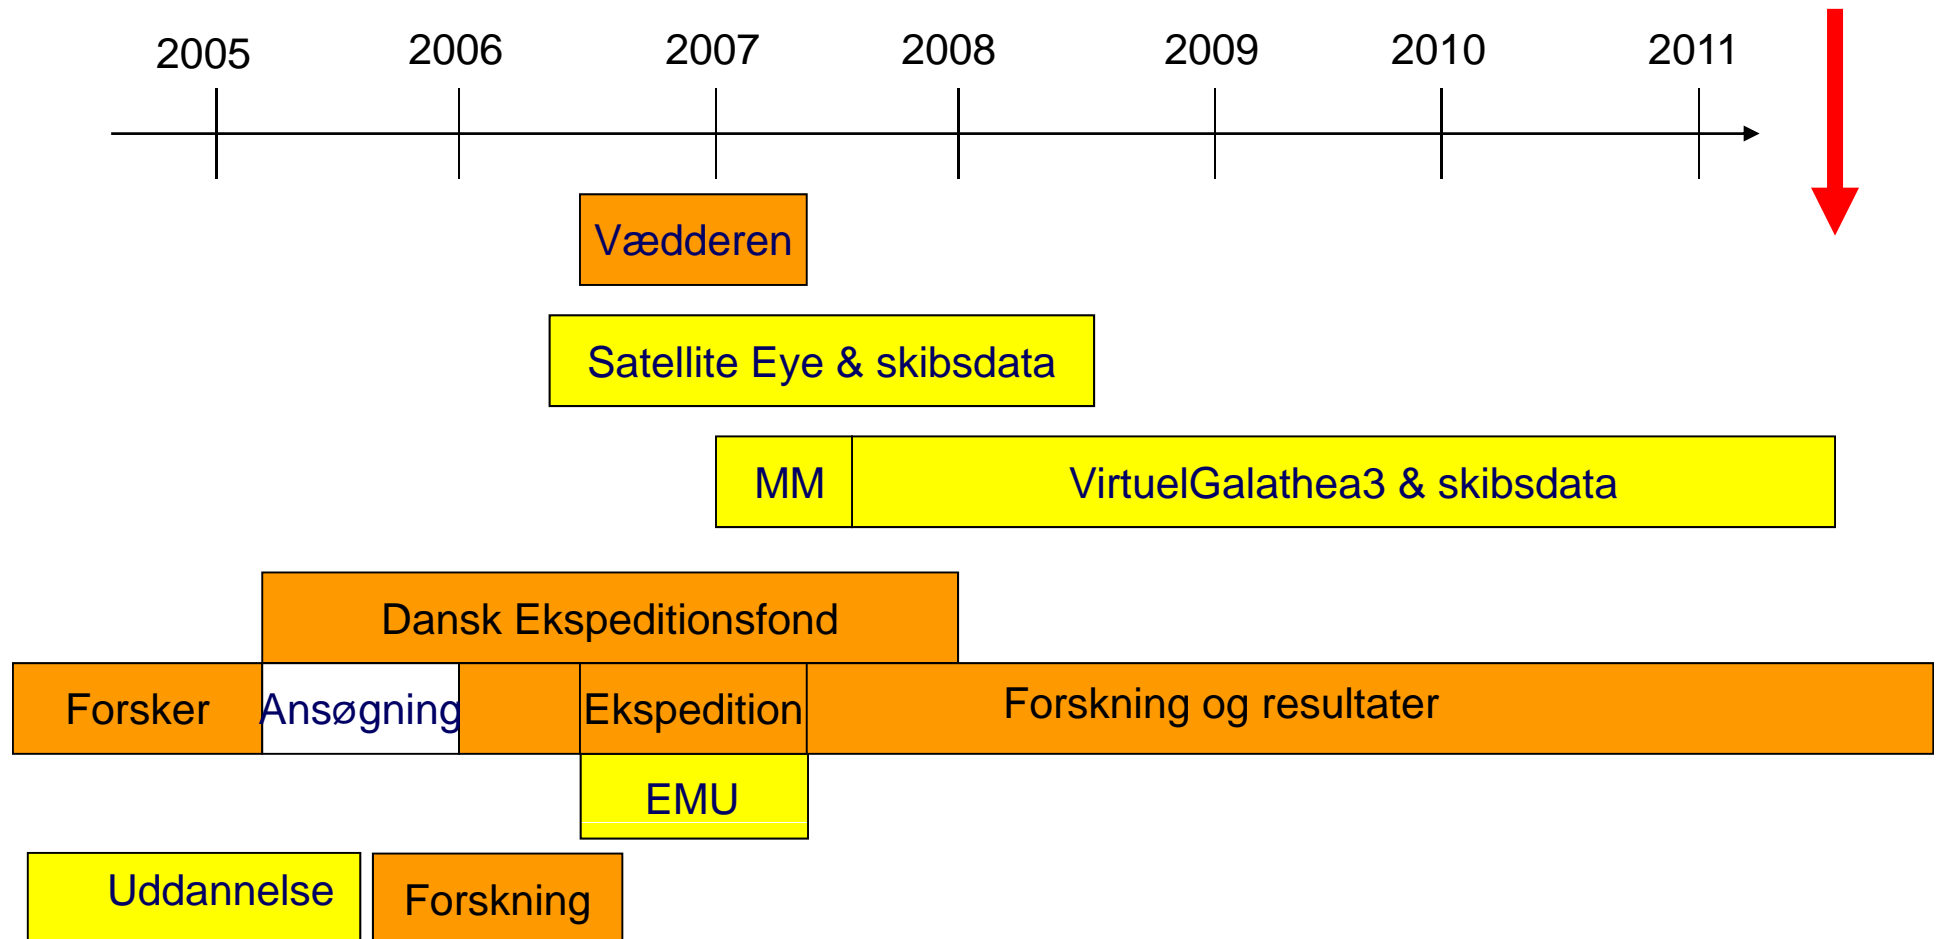 2005 2006 2007 2008 2009 2010 2011
Vædderen
Satellite Eye & skibsdata
MM VirtuelGalathea3 & skibsdata
Dansk Ekspeditionsfond
Forsker Ansøgning Ekspedition Forskning og resultater
EMU
Uddannelse Forskning